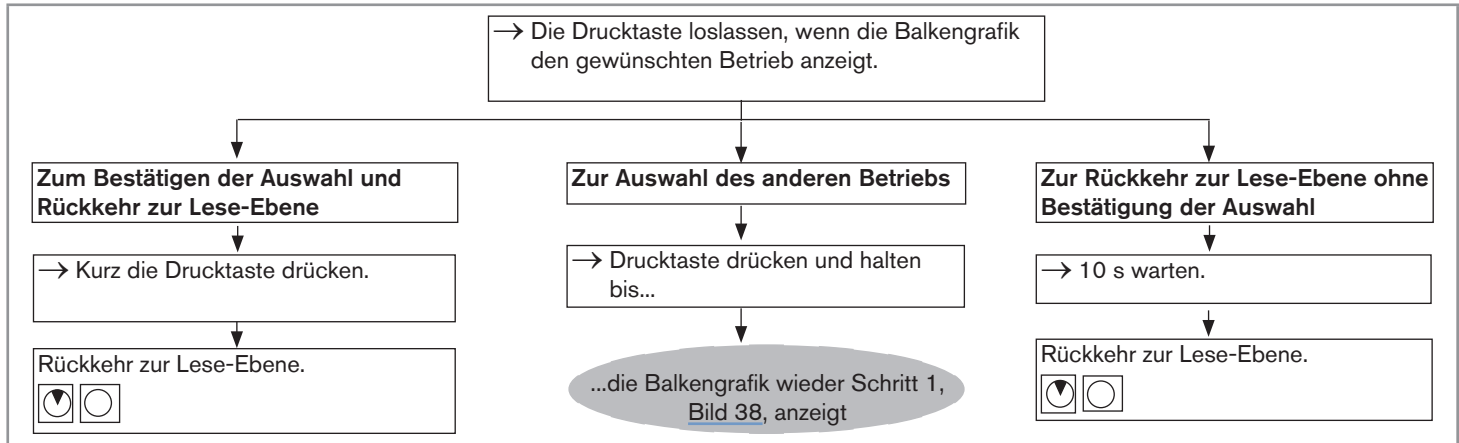 → Die Drucktaste loslassen, wenn die Balkengrafik
den gewünschten Betrieb anzeigt.
Zum Bestätigen der Auswahl und
Rückkehr zur Lese-Ebene
→ Kurz die Drucktaste drücken.
Rückkehr zur Lese-Ebene.
Zur Auswahl des anderen Betriebs
→ Drucktaste drücken und halten
bis...
...die Balkengrafik wieder Schritt 1,
Bild 38, anzeigt
Zur Rückkehr zur Lese-Ebene ohne
Bestätigung der Auswahl
→ 10 s warten.
Rückkehr zur Lese-Ebene.